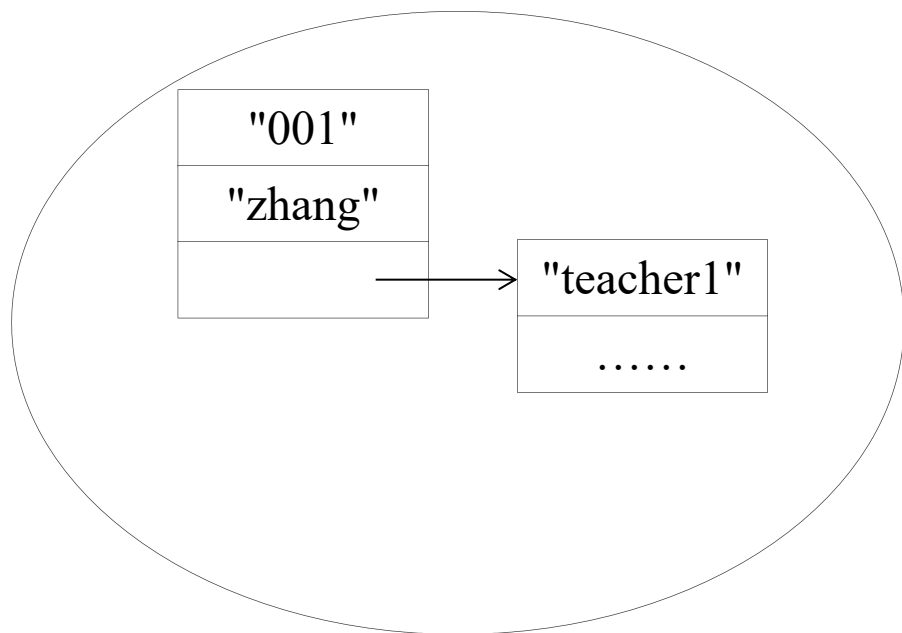 "001"
"zhang"
"teacher1"
......